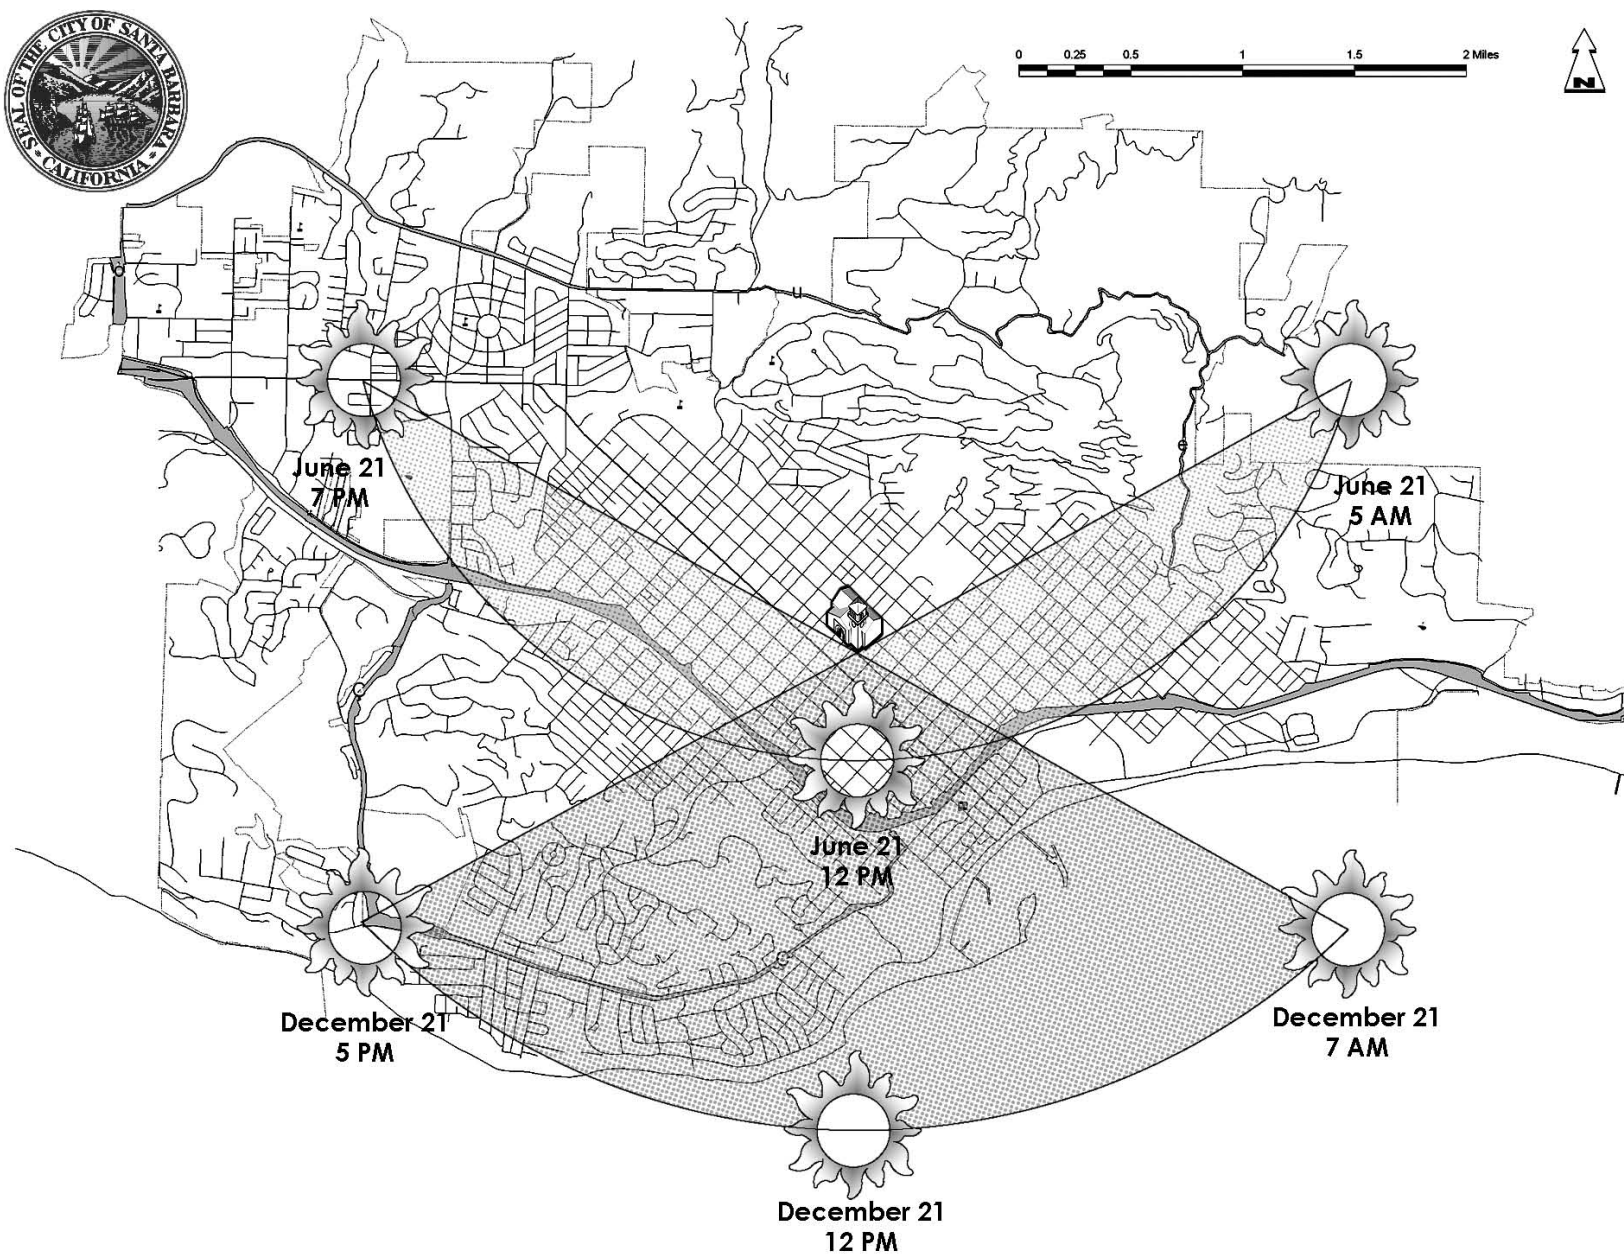 SEAL OF THE CITY OF SANTA BARBARA
CALIFORNIA
0 0.25 0.5 1 1.5 2 Miles
N
June 21
7 PM
June 21
5 AM
June 21
12 PM
December 21
5 PM
December 21
7 AM
December 21
12 PM